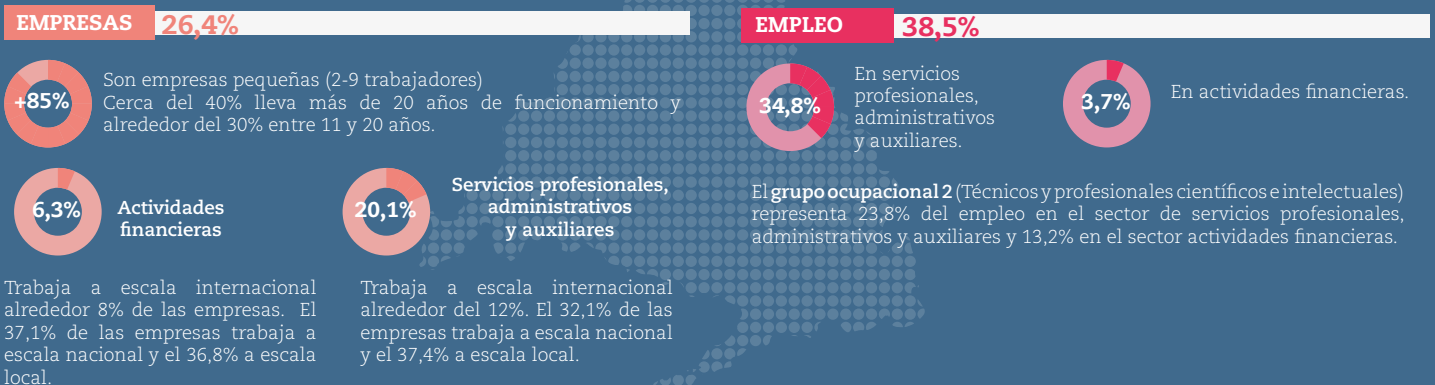 EMPRESAS 26,4%
+85%
Son empresas pequeñas (2-9 trabajadores)
Cerca del 40% lleva más de 20 años de funcionamiento y
alrededor del 30% entre 11 y 20 años.
6,3%
Actividades
financieras
20,1%
Servicios profesionales,
administrativos
y auxiliares
Trabaja a escala internacional
alrededor 8% de las empresas. El
37,1% de las empresas trabaja a
escala nacional y el 36,8% a escala
local.
Trabaja a escala internacional
alrededor del 12%. El 32,1% de las
empresas trabaja a escala nacional
y el 37,4% a escala local.
EMPLEO 38,5%
34,8%
En servicios
profesionales,
administrativos
y auxiliares.
3,7%
En actividades financieras.
El grupo ocupacional 2 (Técnicos y profesionales científicos e intelectuales)
representa 23,8% del empleo en el sector de servicios profesionales,
administrativos y auxiliares y 13,2% en el sector actividades financieras.